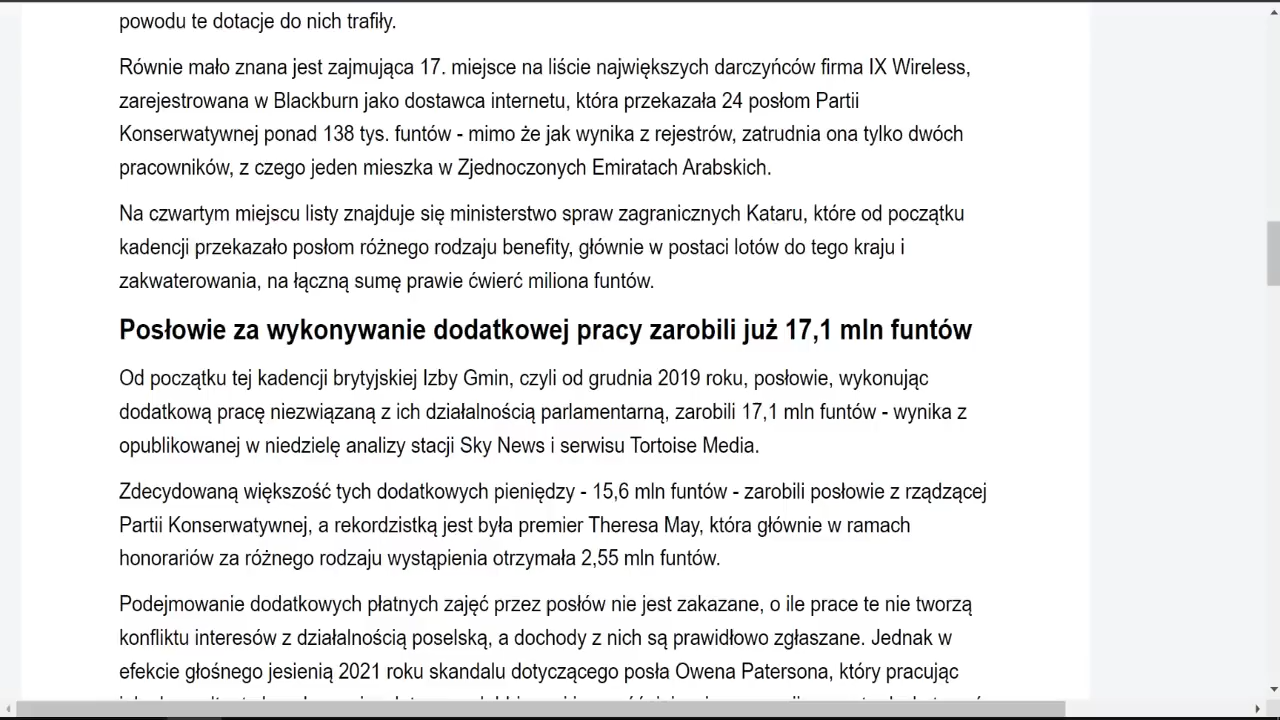 powodu te dotacje do nich trafiły.
Równie mało znana jest zajmująca 17. miejsce na liście największych darczyńców firma IX Wireless,
zarejestrowana w Blackburn jako dostawca internetu, która przekazała 24 posłom Partii
Konserwatywnej ponad 138 tys. funtów - mimo że jak wynika z rejestrów, zatrudnia ona tylko dwóch
pracowników, z czego jeden mieszka w Zjednoczonych Emiratach Arabskich.
Na czwartym miejscu listy znajduje się ministerstwo spraw zagranicznych Kataru, które od początku
kadencji przekazało posłom różnego rodzaju benefity, głównie w postaci lotów do tego kraju i
zakwaterowania, na łączną sumę prawie ćwierć miliona funtów.
Posłowie za wykonywanie dodatkowej pracy zarobili już 17,1 mln funtów
Od początku tej kadencji brytyjskiej Izby Gmin, czyli od grudnia 2019 roku, posłowie, wykonując
dodatkową pracę niezwiązaną z ich działalnością parlamentarną, zarobili 17,1 mln funtów - wynika z
opublikowanej w niedzielę analizy stacji Sky News i serwisu Tortoise Media.
Zdecydowaną większość tych dodatkowych pieniędzy - 15,6 mln funtów - zarobili posłowie z rządzącej
Partii Konserwatywnej, a rekordzistką jest była premier Theresa May, która głównie w ramach
honorariów za różnego rodzaju wystąpienia otrzymała 2,55 mln funtów.
Podejmowanie dodatkowych płatnych zajęć przez posłów nie jest zakazane, o ile prace te nie tworzą
konfliktu interesów z działalnością poselską, a dochody z nich są prawidłowo zgłaszane. Jednak w
efekcie głośnego jesienią 2021 roku skandalu dotyczącego posła Owena Patersona, który pracując